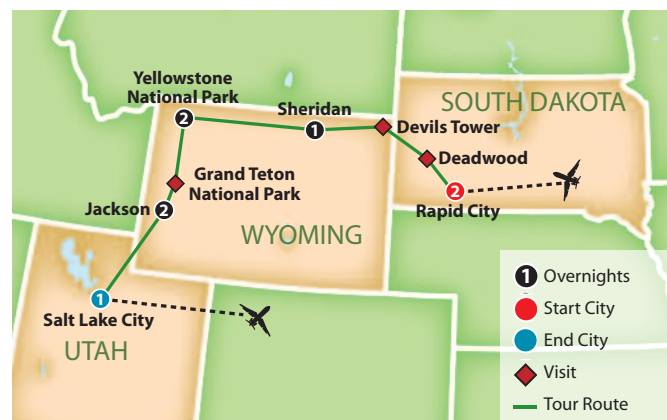 Yellowstone
National Park
2
Sheridan
1
SOUTH DAKOTA
Devils Tower
Deadwood
2
Rapid City
Grand Teton
National Park
Jackson 2
WYOMING
1
Salt Lake City
UTAH
1 Overnights
Start City
End City
Visit
Tour Route